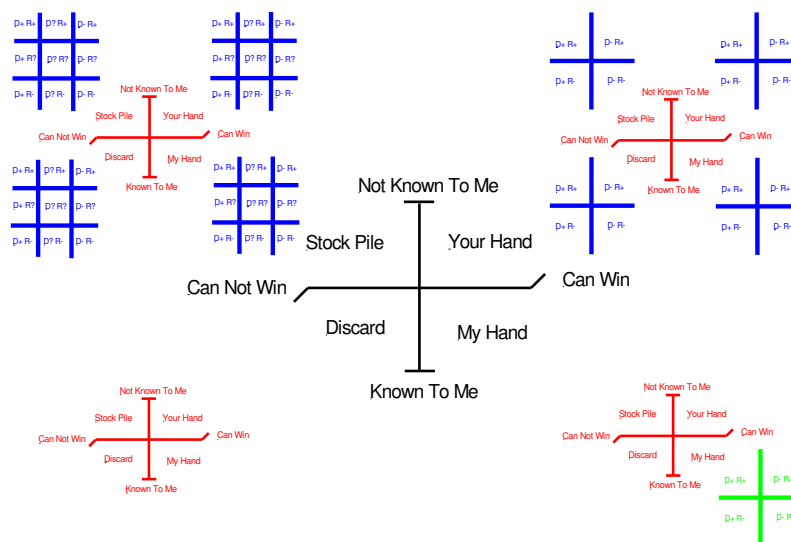 D+ R+ D? R+ D- R+
D+ R? D? R? D- R?
D+ R- D? R- D- R-
D+ R+ D? R+ D- R+
D+ R? D? R? D- R?
D+ R- D? R- D- R-
Not Known To Me
Stock Pile Your Hand
Can Not Win Can Win
Discard My Hand
Known To Me
D+ R+ D? R+ D- R+
D+ R? D? R? D- R?
D+ R- D? R- D- R-
D+ R+ D? R+ D- R+
D+ R? D? R? D- R?
D+ R- D? R- D- R-
D+ R+ D- R+
D+ R- D- R-
D+ R+ D- R+
D+ R- D- R-
Not Known To Me
Stock Pile Your Hand
Can Not Win Can Win
Discard My Hand
Known To Me
D+ R+ D- R+
D+ R- D- R-
D+ R+ D- R+
D+ R- D- R-
Not Known To Me
Stock Pile Your Hand
Can Not Win Can Win
Discard My Hand
Known To Me
Not Known To Me
Stock Pile Your Hand
Can Not Win Can Win
Discard My Hand
Known To Me
Not Known To Me
Stock Pile Your Hand
Can Not Win Can Win
Discard My Hand
Known To Me
D+ R+ D- R+
D+ R- D- R-